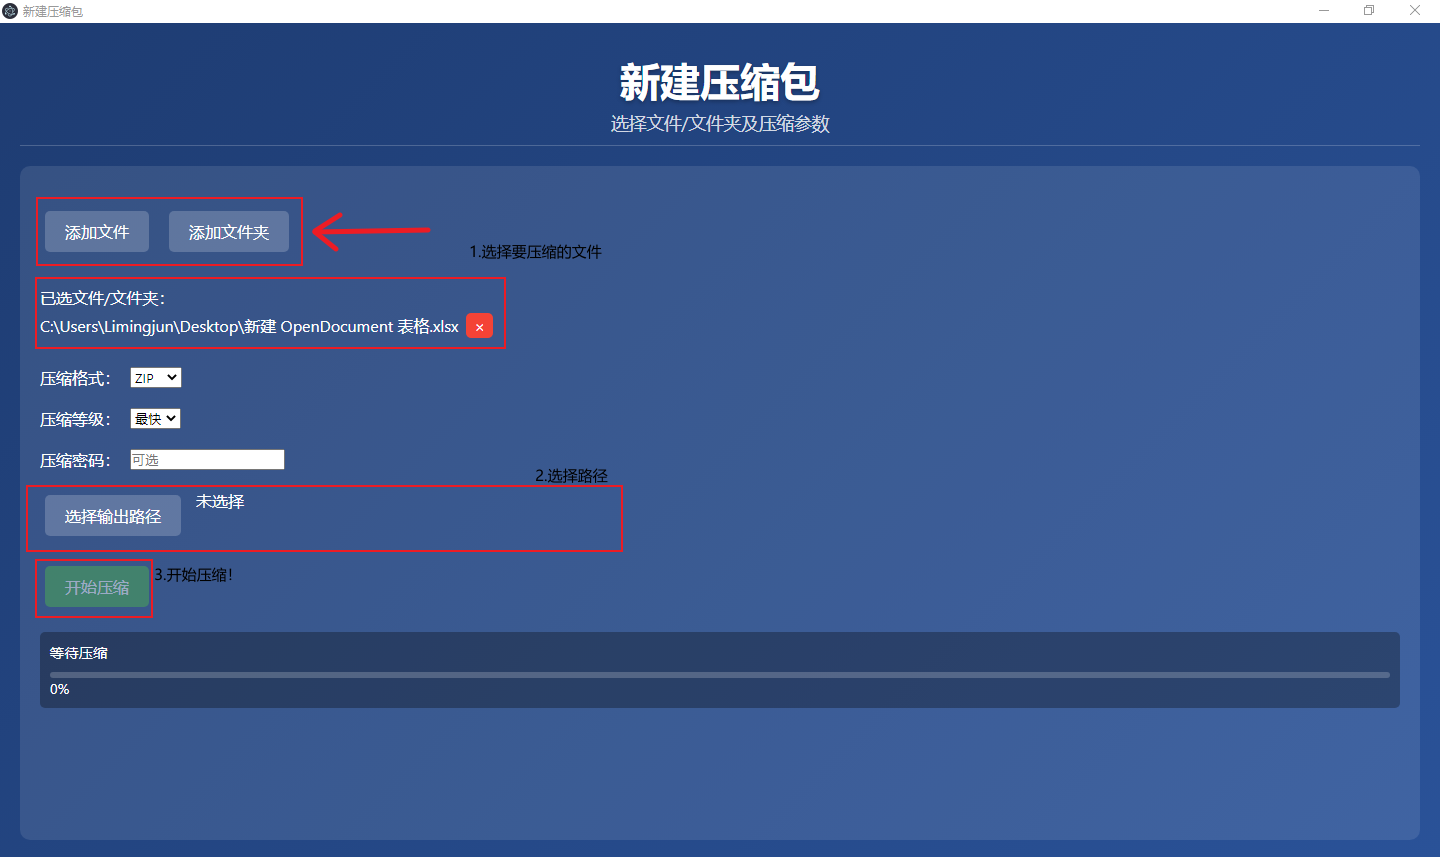 新建压缩包
新建压缩包
选择文件/文件夹及压缩参数
添加文件 添加文件夹
1.选择要压缩的文件
已选文件/文件夹:
C:\Users\Limingjun\Desktop\新建 OpenDocument 表格.xlsx ×
压缩格式: ZIP
压缩等级: 最快
压缩密码: 可选
2.选择路径
选择输出路径 未选择
开始压缩 3.开始压缩!
等待压缩
0%